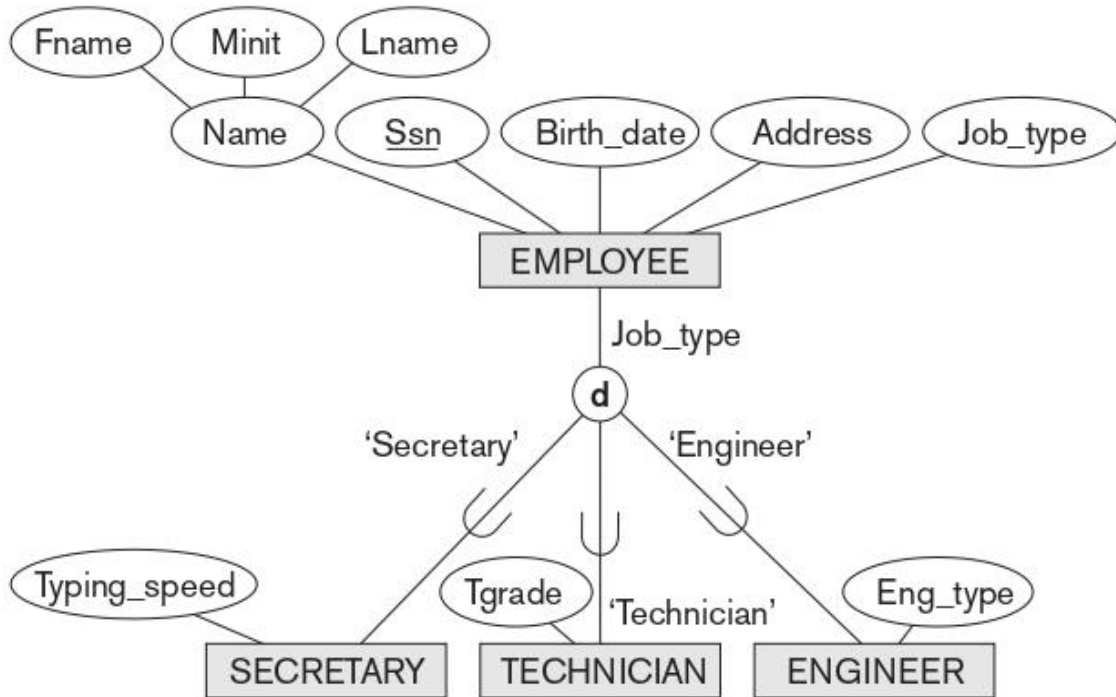 Fname Minit Lname
Name Ssn Birth_date Address Job_type
EMPLOYEE
Job_type
d
‘Secretary’ ‘Engineer’
Typing_speed Tgrade Eng_type
‘Technician’
SECRETARY TECHNICIAN ENGINEER